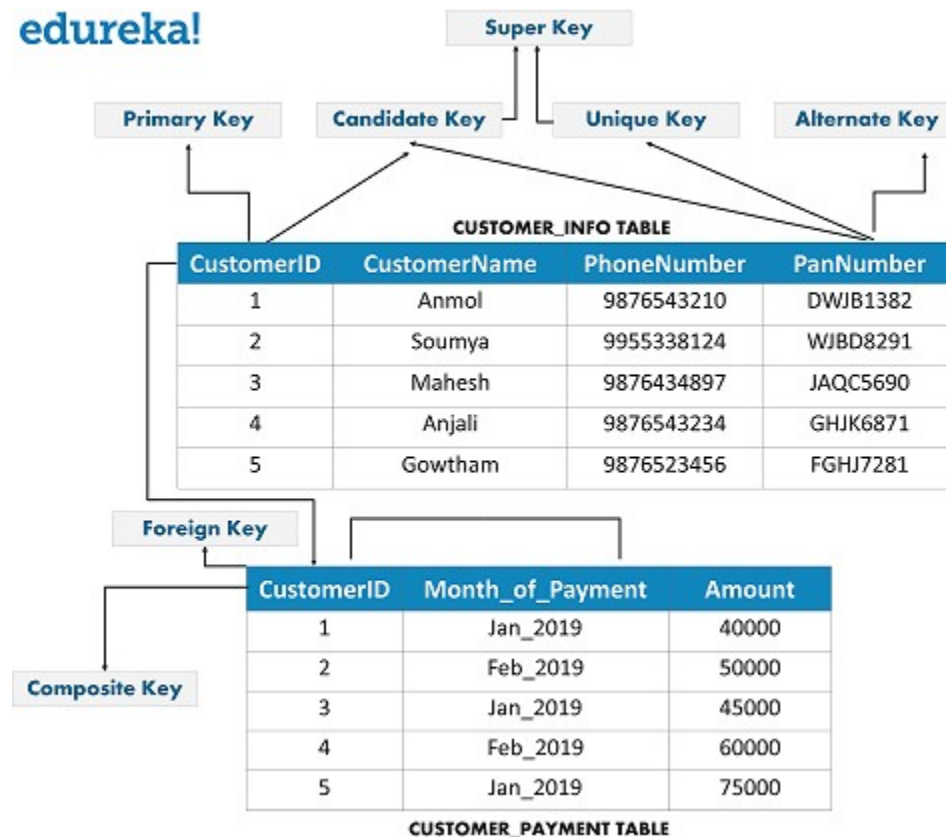 edureka!
Super Key
Primary Key Candidate Key Unique Key Alternate Key
CUSTOMER_INFO TABLE
CustomerID CustomerName PhoneNumber PanNumber
1 Anmol 9876543210 DWJB1382
2 Soumya 9955338124 WJBD8291
3 Mahesh 9876434897 JAQC5690
4 Anjali 9876543234 GHJK6871
5 Gowtham 9876523456 FGHJ7281
Foreign Key
CustomerID Month_of_Payment Amount
1 Jan_2019 40000
2 Feb_2019 50000
Composite Key
3 Jan_2019 45000
4 Feb_2019 60000
5 Jan_2019 75000
CUSTOMER_PAYMENT TABLE